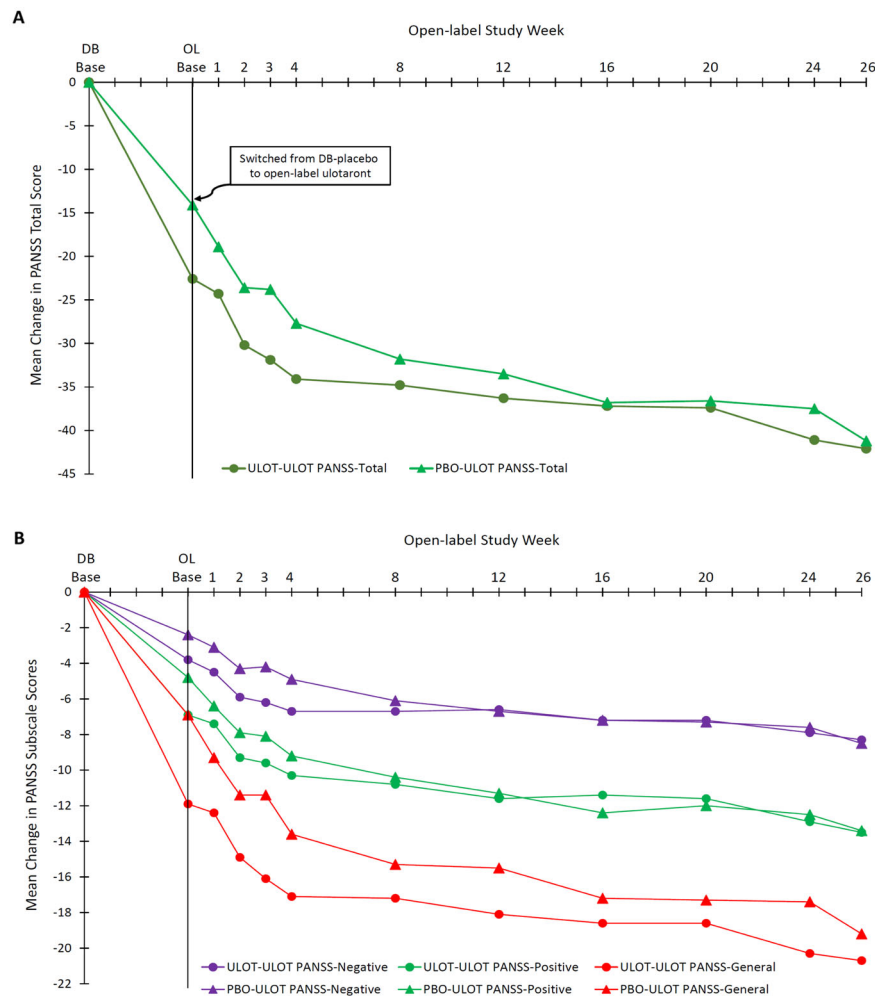 A
Open-label Study Week
DB
Base
OL
Base 1 2 3 4 8 12 16 20 24 26
0
-5
-10
-15
-20
-25
-30
-35
-40
-45
Mean Change in PANSS Total Score
Switched from DB-placebo
to open-label ulotaront
ULOT-ULOT PANSS-Total PBO-ULOT PANSS-Total
B
Open-label Study Week
DB
Base
OL
Base 1 2 3 4 8 12 16 20 24 26
0
-2
-4
-6
-8
-10
-12
-14
-16
-18
-20
-22
Mean Change in PANSS Subscale Scores
ULOT-ULOT PANSS-Negative ULOT-ULOT PANSS-Positive ULOT-ULOT PANSS-General
PBO-ULOT PANSS-Negative PBO-ULOT PANSS-Positive PBO-ULOT PANSS-General